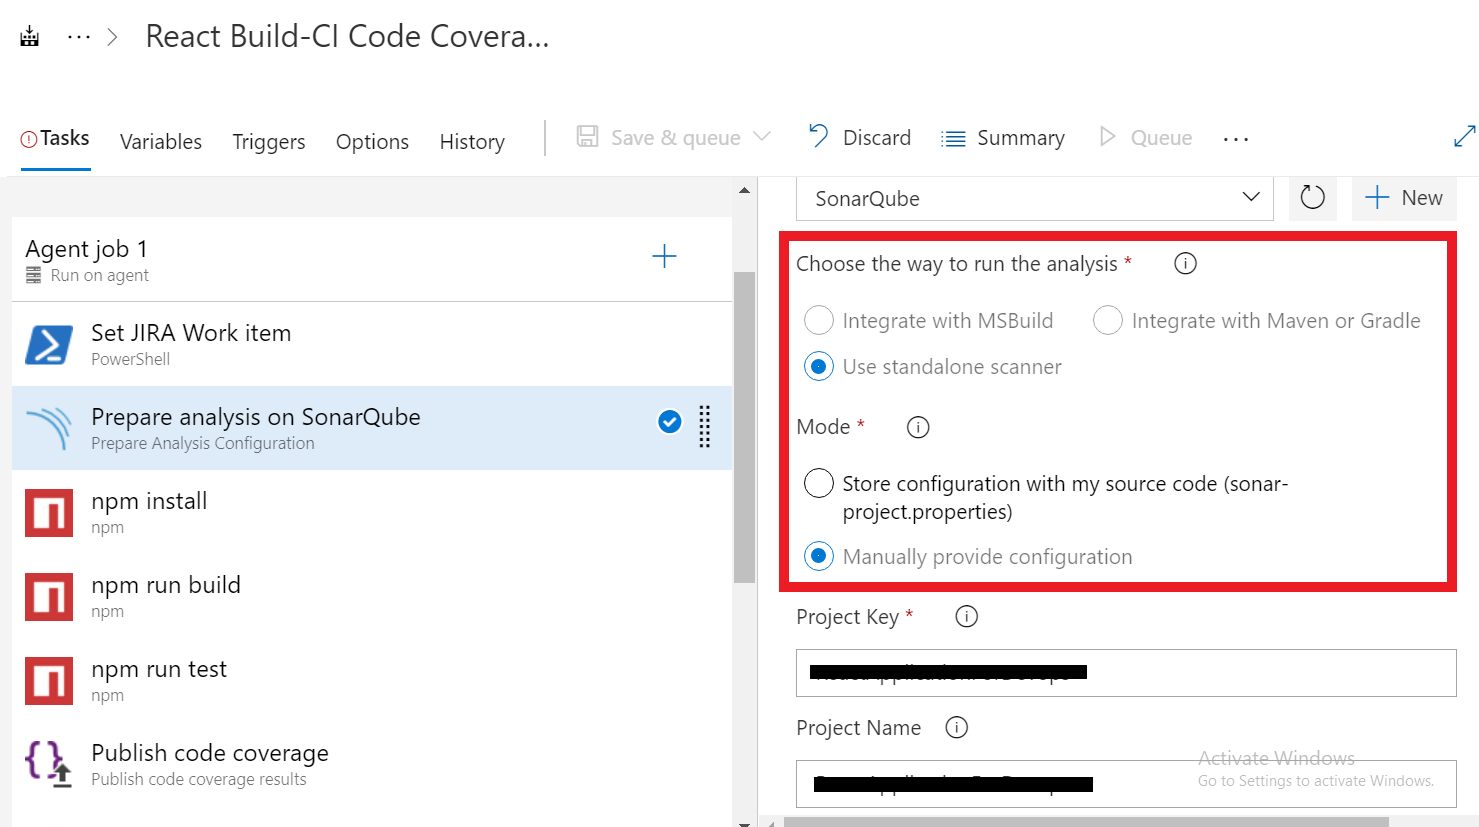 ··· > React Build-CI Code Covera...
Tasks Variables Triggers Options History Save & queue Discard Summary Queue ···
Agent job 1
Run on agent
Set JIRA Work item
PowerShell
Prepare analysis on SonarQube
Prepare Analysis Configuration
npm install
npm
npm run build
npm
npm run test
npm
Publish code coverage
Publish code coverage results
SonarQube
New
Choose the way to run the analysis *
Integrate with MSBuild Integrate with Maven or Gradle
Use standalone scanner
Mode *
Store configuration with my source code (sonar-
project.properties)
Manually provide configuration
Project Key *
Project Name
Activate Windows
Go to Settings to activate Windows.